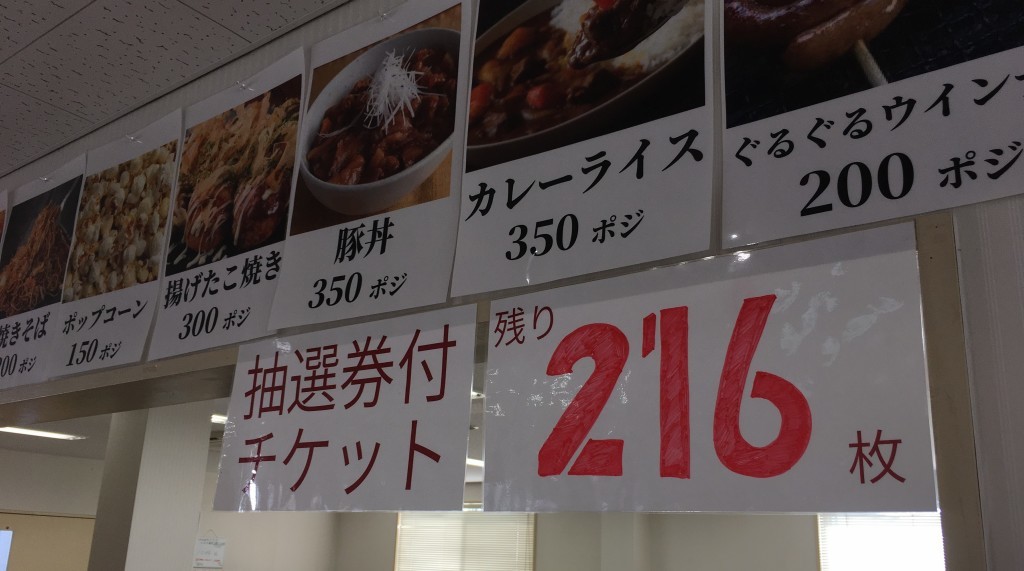 焼きそば
200 ポジ
ポップコーン
150 ポジ
揚げたこ焼き
300 ポジ
豚丼
350 ポジ
カレーライス
350 ポジ
ぐるぐるウイン
200 ポジ
抽選券付
チケット
残り
216
枚